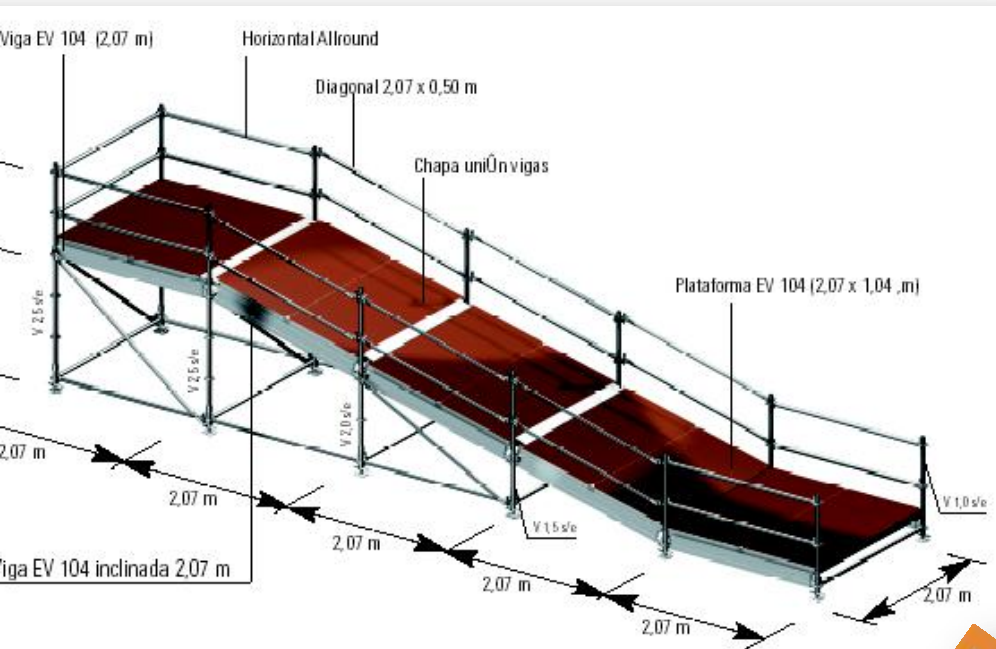 Viga EV 104 (2,07 m)
Horizontal Allround
Diagonal 2,07 x 0,50 m
Chapa uniÛn vigas
Plataforma EV 104 (2,07 x 1,04 ,m)
V 2,5 s/e
V 2,5 s/e
V 2,0 s/e
V 1,5 s/e
V 1,0 s/e
2,07 m
2,07 m
2,07 m
2,07 m
2,07 m
2,07 m
Viga EV 104 inclinada 2,07 m